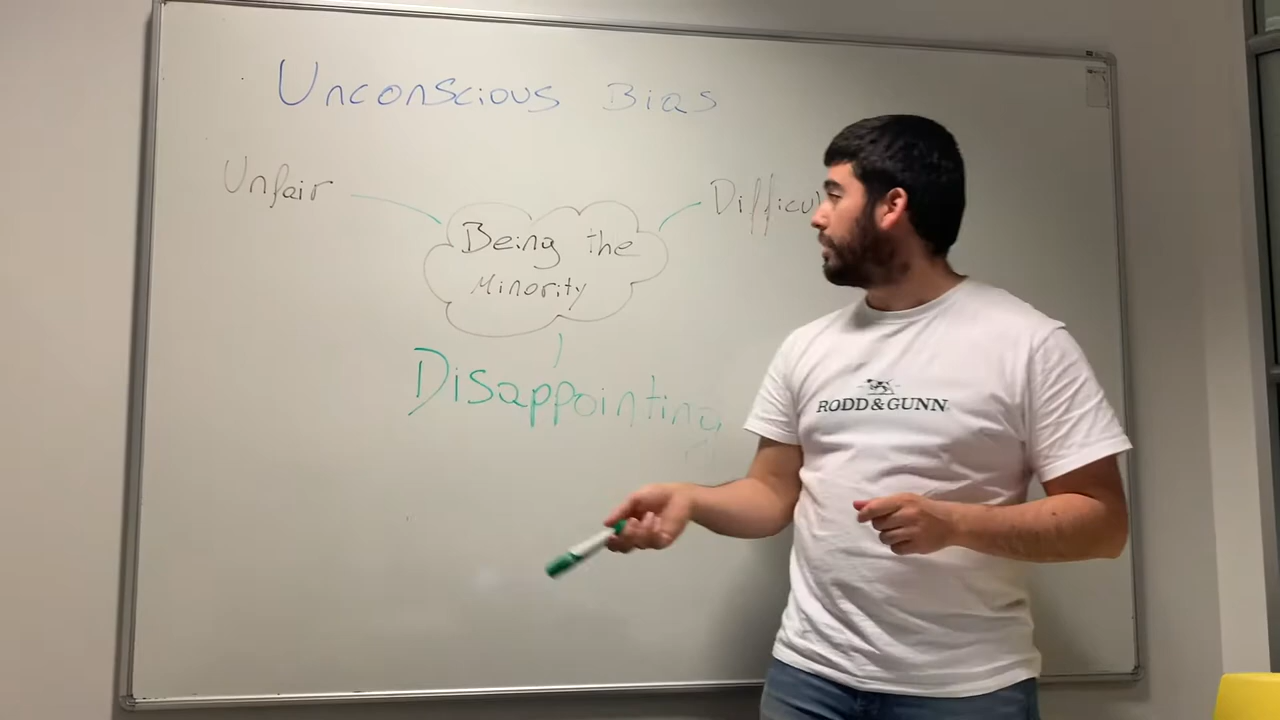 Unconscious Bias
Unfair
Difficul
Being the
Minority
Disappointing
RODD & GUNN